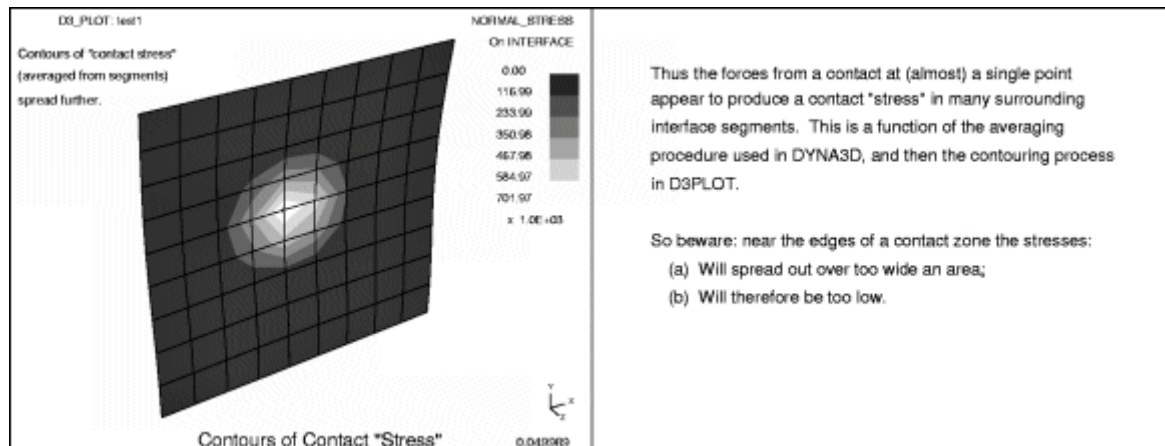 D3_PLOT: test1
Contours of "contact stress"
(averaged from segments)
spread further.
NORMAL_STRESS
On INTERFACE
0.00
116.99
233.99
350.98
467.98
584.97
701.97
x 1.0E+03
Y
X
Z
Contours of Contact "Stress"
0.049989
Thus the forces from a contact at (almost) a single point
appear to produce a contact "stress" in many surrounding
interface segments. This is a function of the averaging
procedure used in DYNA3D, and then the contouring process
in D3PLOT.
So beware: near the edges of a contact zone the stresses:
(a) Will spread out over too wide an area;
(b) Will therefore be too low.